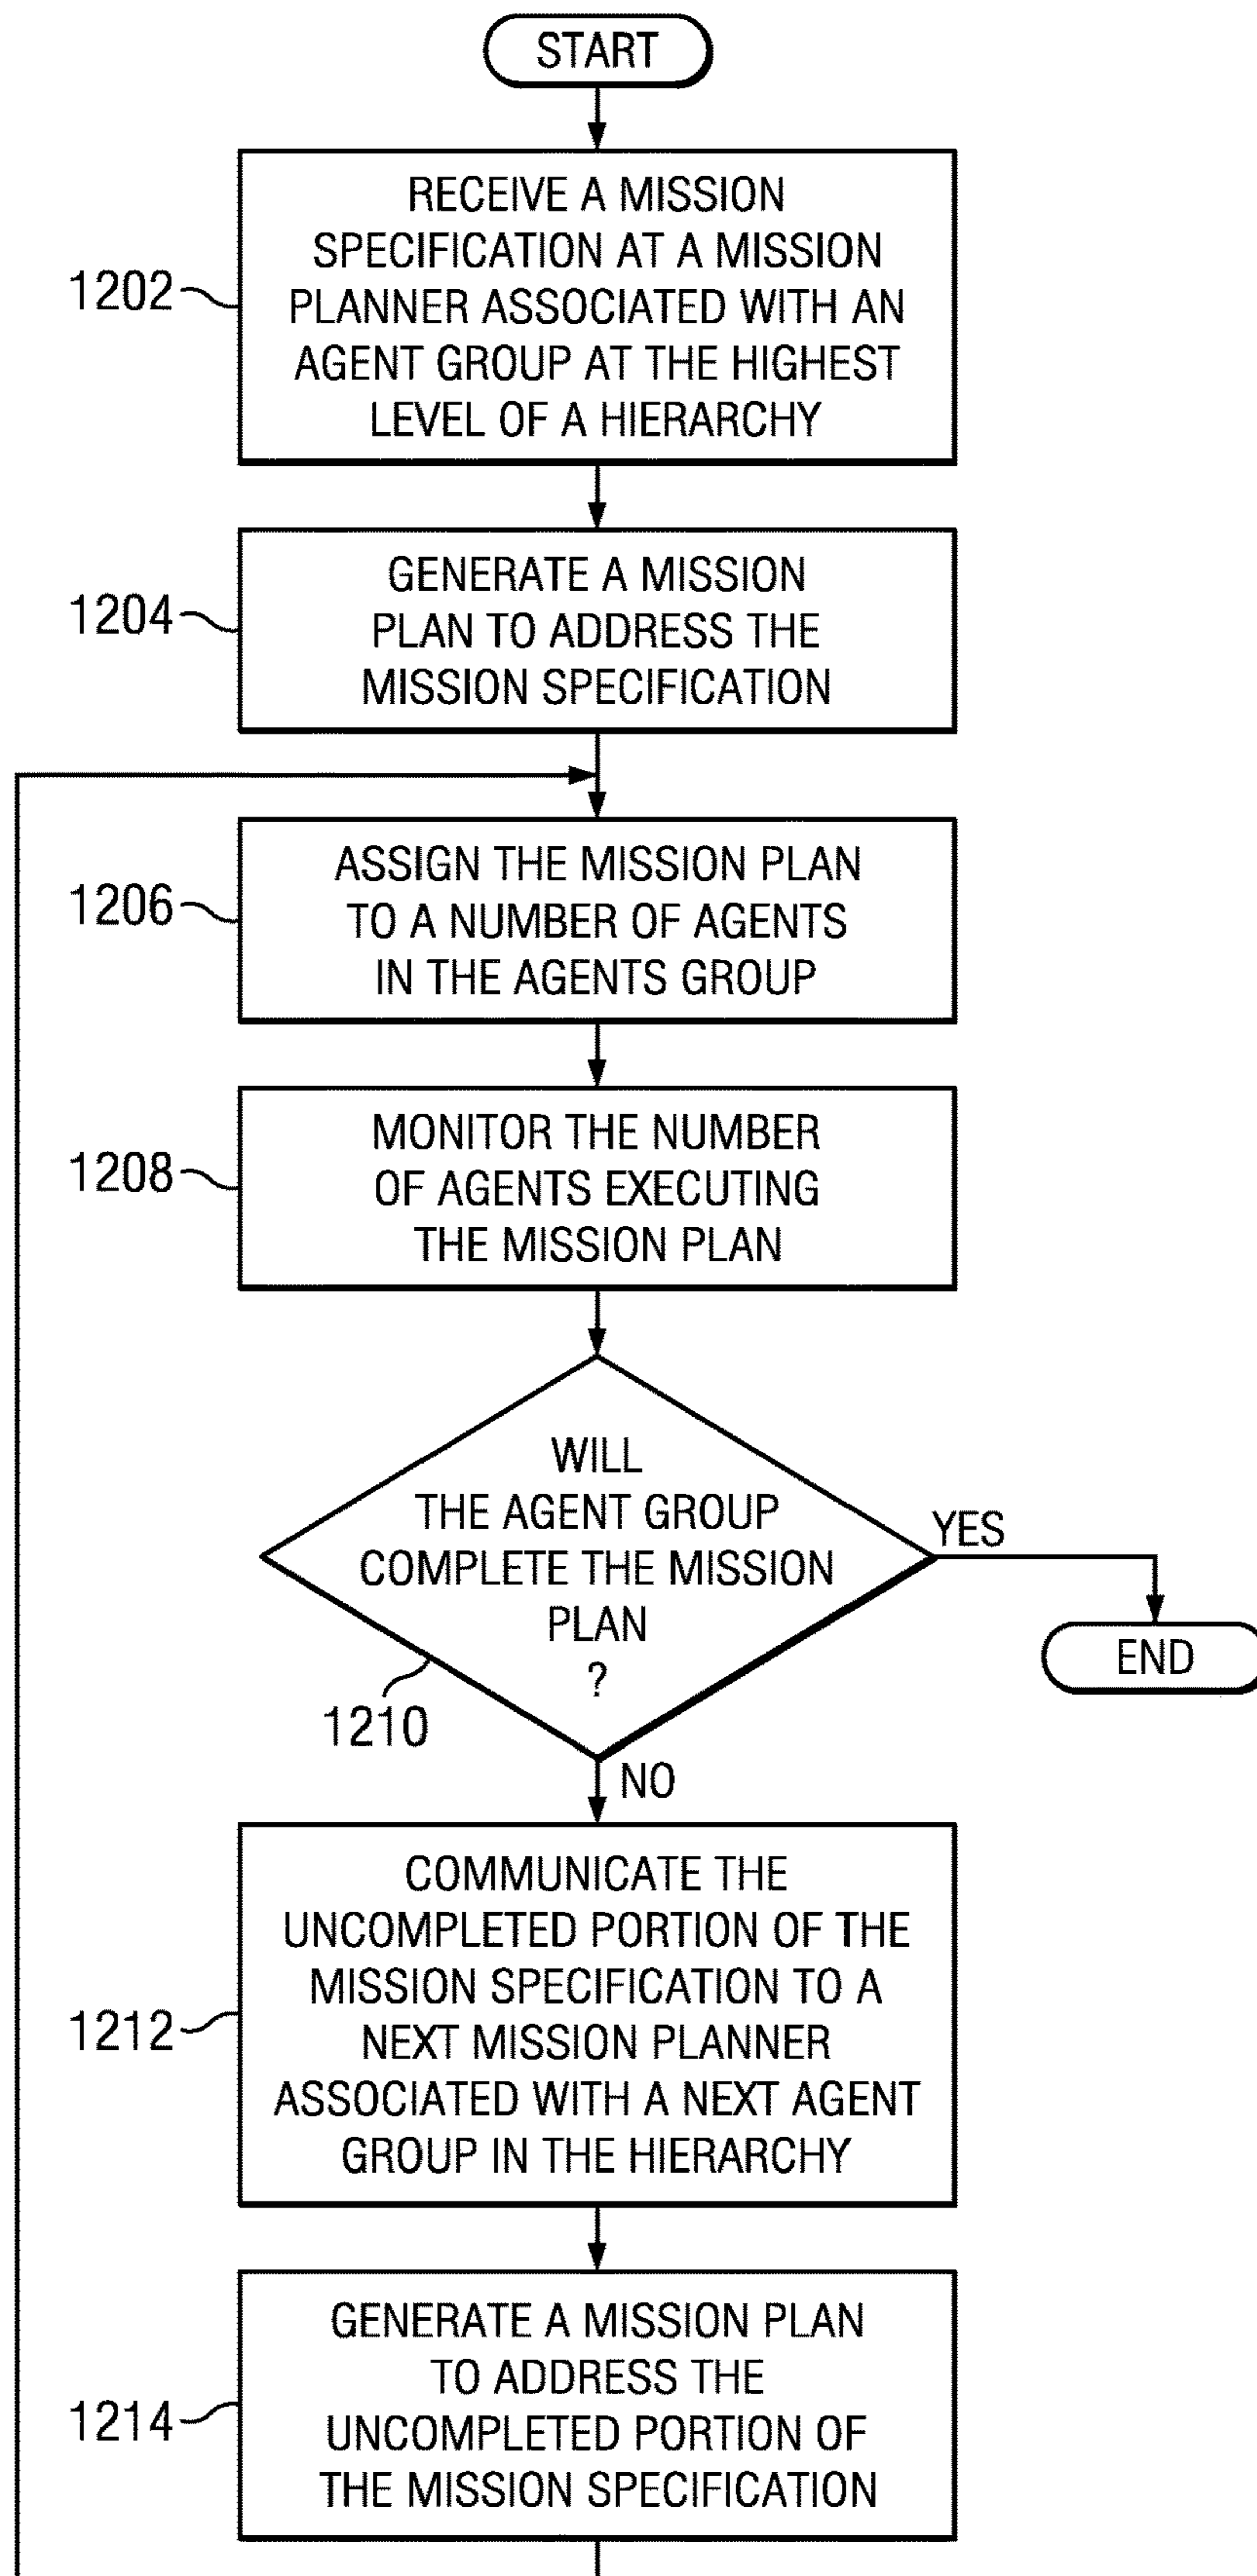 START
RECEIVE A MISSION
SPECIFICATION AT A MISSION
PLANNER ASSOCIATED WITH AN
AGENT GROUP AT THE HIGHEST
LEVEL OF A HIERARCHY
1202
GENERATE A MISSION
PLAN TO ADDRESS THE
MISSION SPECIFICATION
1204
ASSIGN THE MISSION PLAN
TO A NUMBER OF AGENTS
IN THE AGENTS GROUP
1206
MONITOR THE NUMBER
OF AGENTS EXECUTING
THE MISSION PLAN
1208
WILL
THE AGENT GROUP
COMPLETE THE MISSION
PLAN
?
1210
YES
END
NO
COMMUNICATE THE
UNCOMPLETED PORTION OF THE
MISSION SPECIFICATION TO A
NEXT MISSION PLANNER
ASSOCIATED WITH A NEXT AGENT
GROUP IN THE HIERARCHY
1212
GENERATE A MISSION PLAN
TO ADDRESS THE
UNCOMPLETED PORTION OF
THE MISSION SPECIFICATION
1214